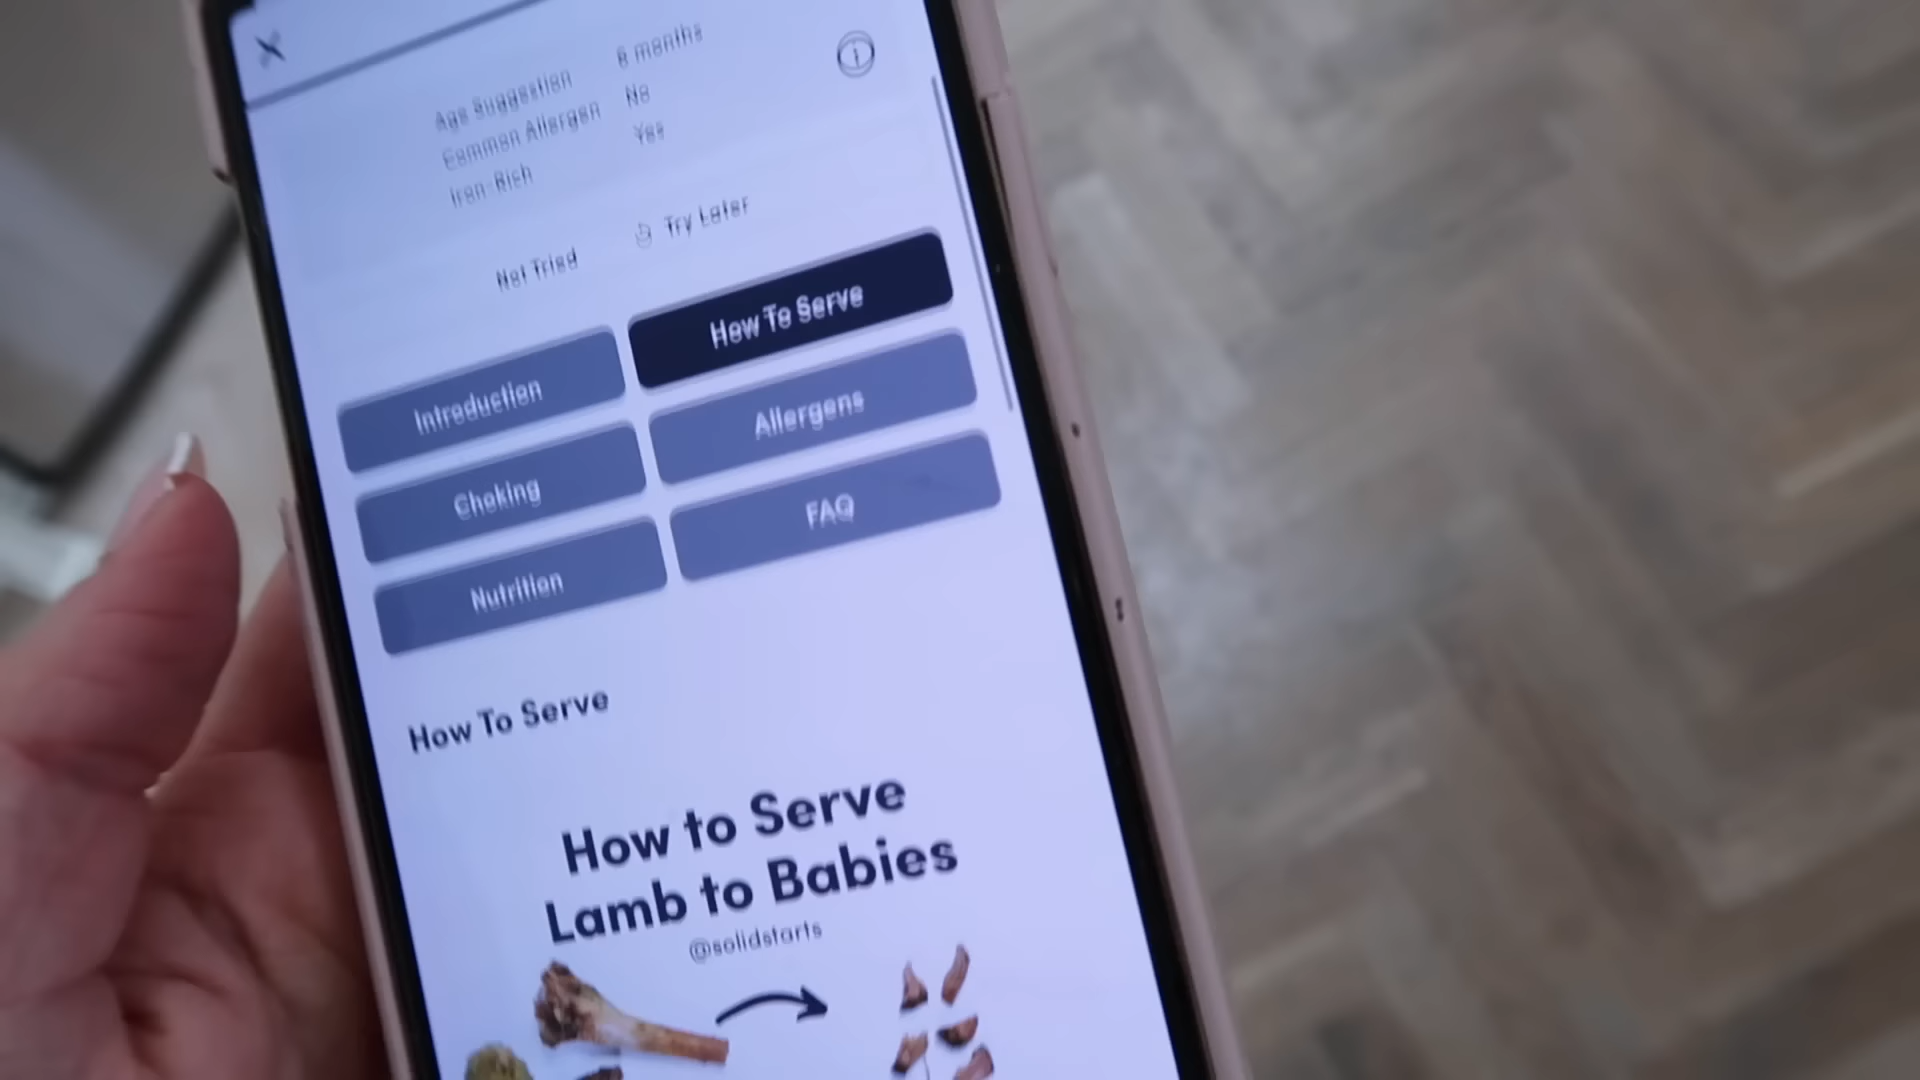 Age Suggestion 6 months
Common Allergen No
Iron-Rich Yes
Not Tried
Try Later
Introduction
How To Serve
Choking
Allergens
Nutrition
FAQ
How To Serve
How to Serve
Lamb to Babies
@solidstarts